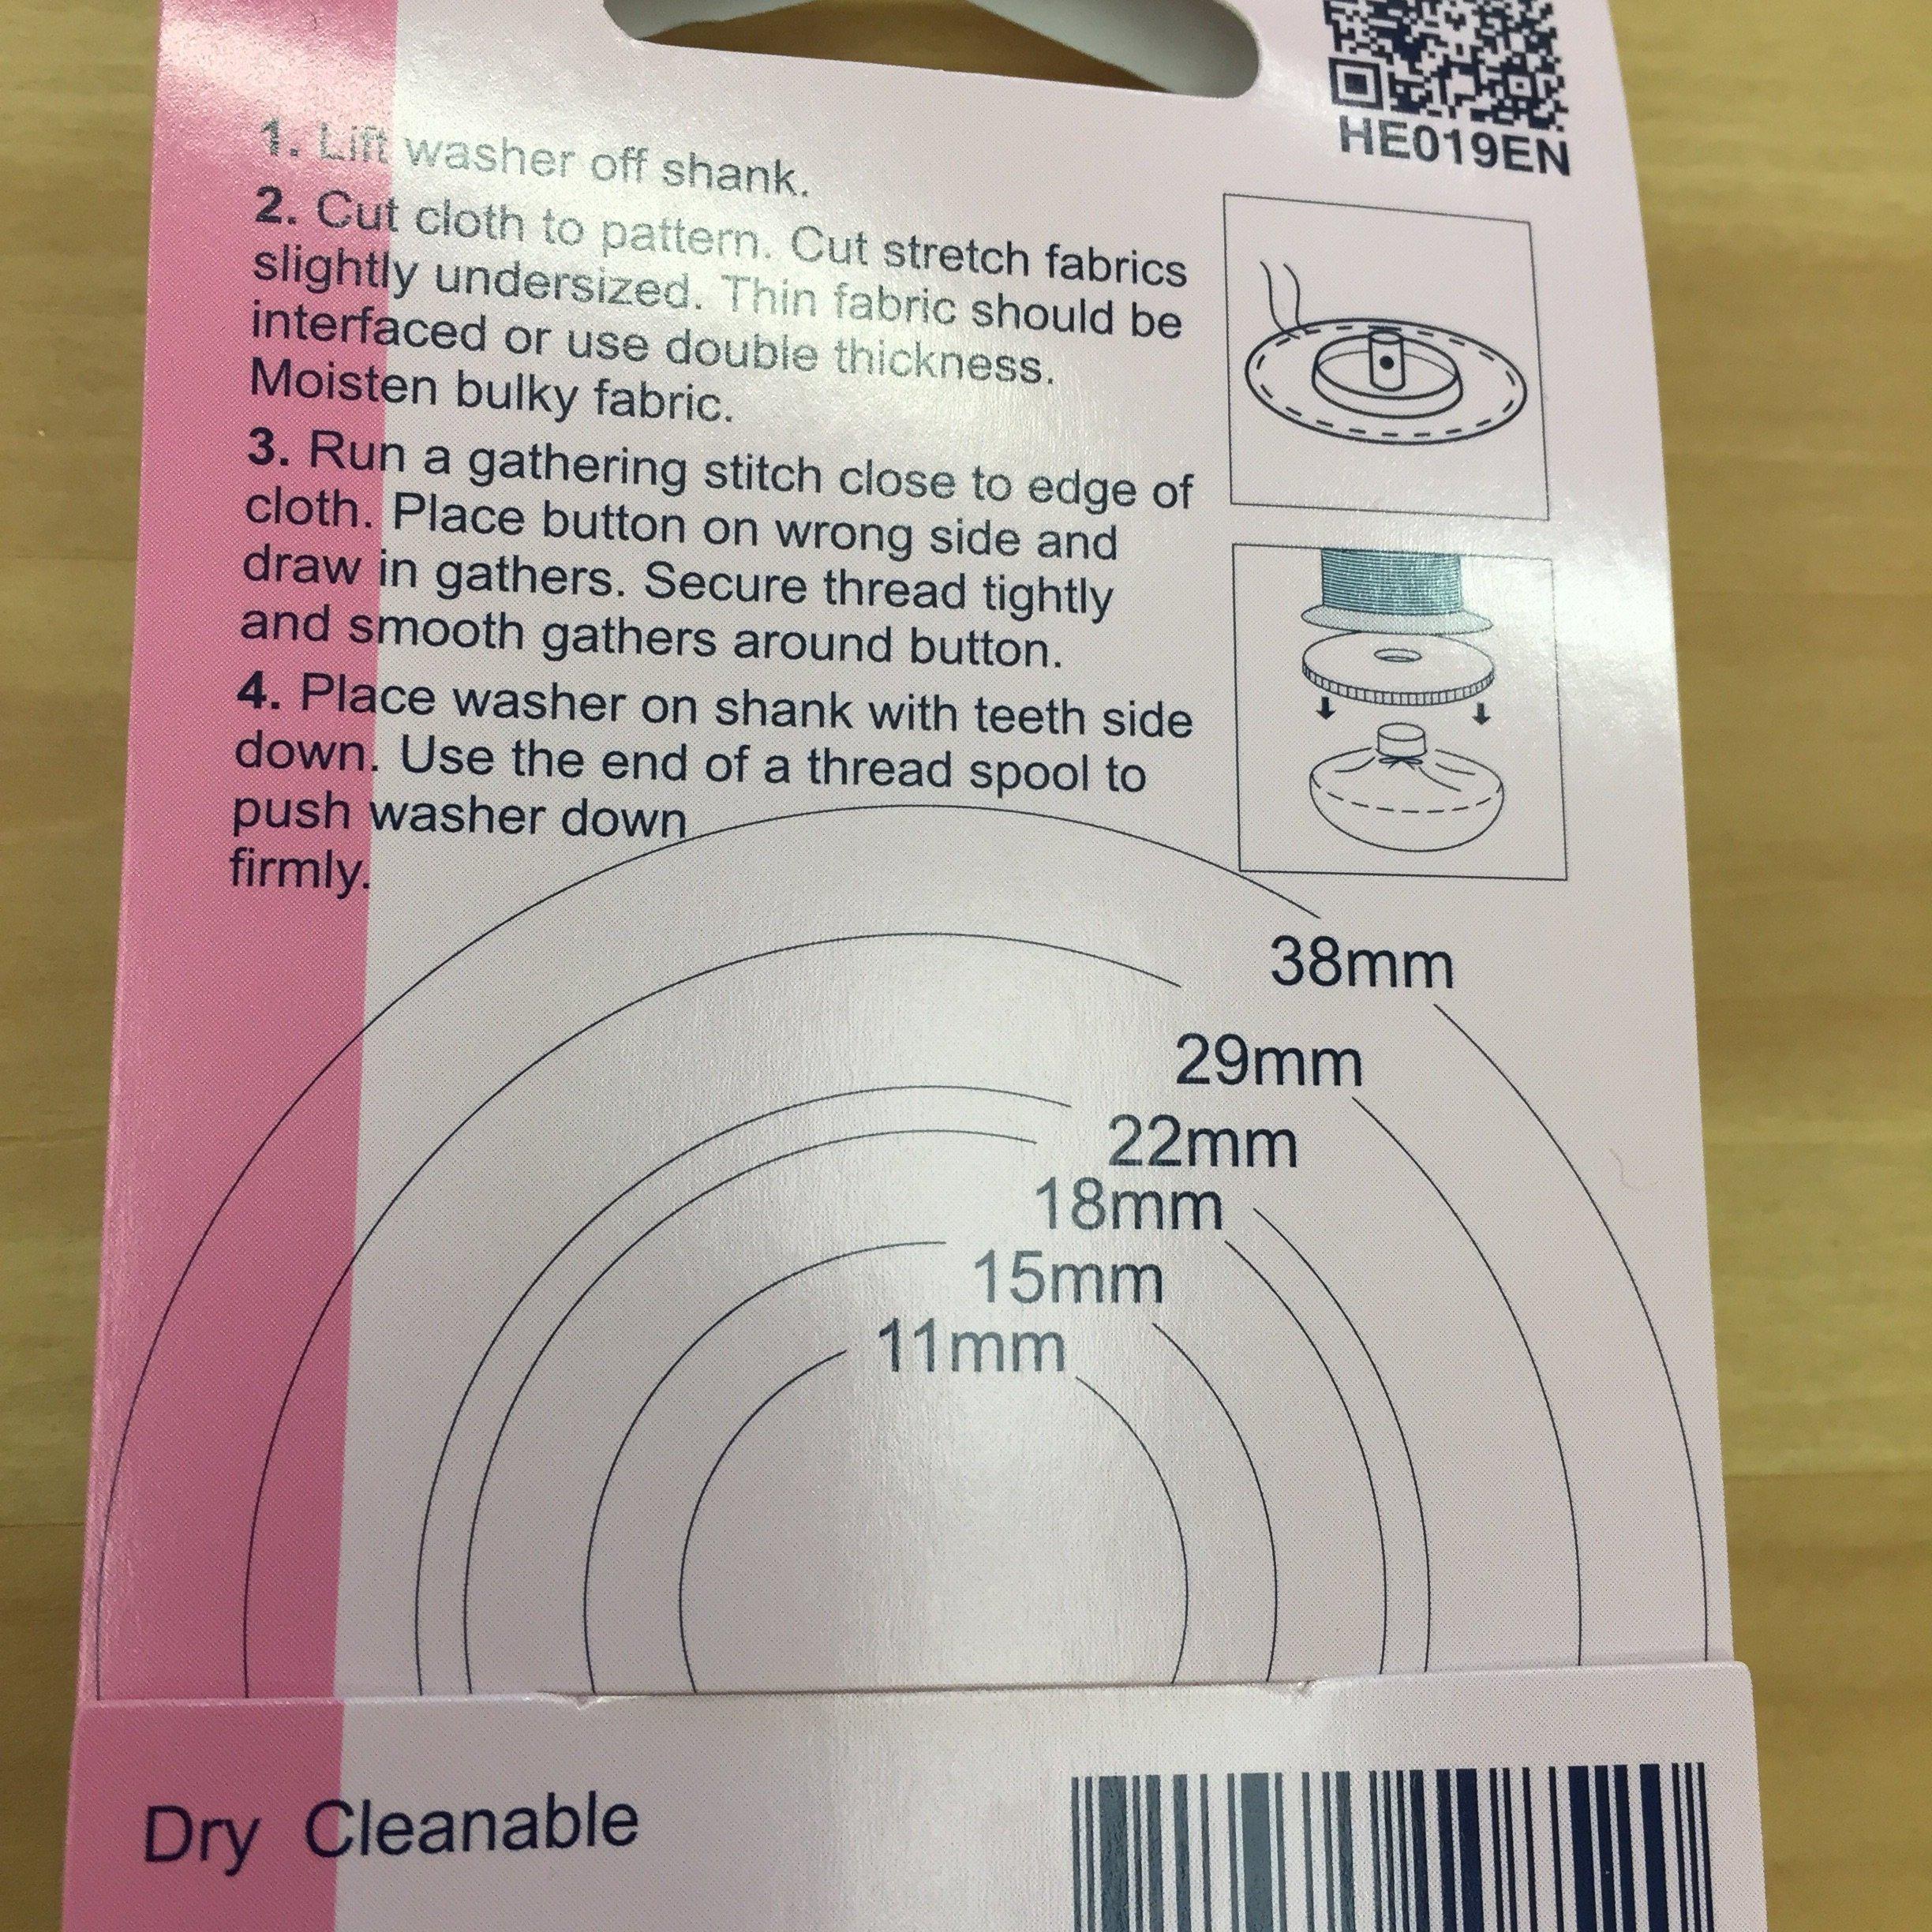 HE019EN
1. Lift washer off shank.
2. Cut cloth to pattern. Cut stretch fabrics
slightly undersized. Thin fabric should be
interfaced or use double thickness.
Moisten bulky fabric.
3. Run a gathering stitch close to edge of
cloth. Place button on wrong side and
draw in gathers. Secure thread tightly
and smooth gathers around button.
4. Place washer on shank with teeth side
down. Use the end of a thread spool to
push washer down
firmly.
38mm
29mm
22mm
18mm
15mm
11mm
Dry Cleanable